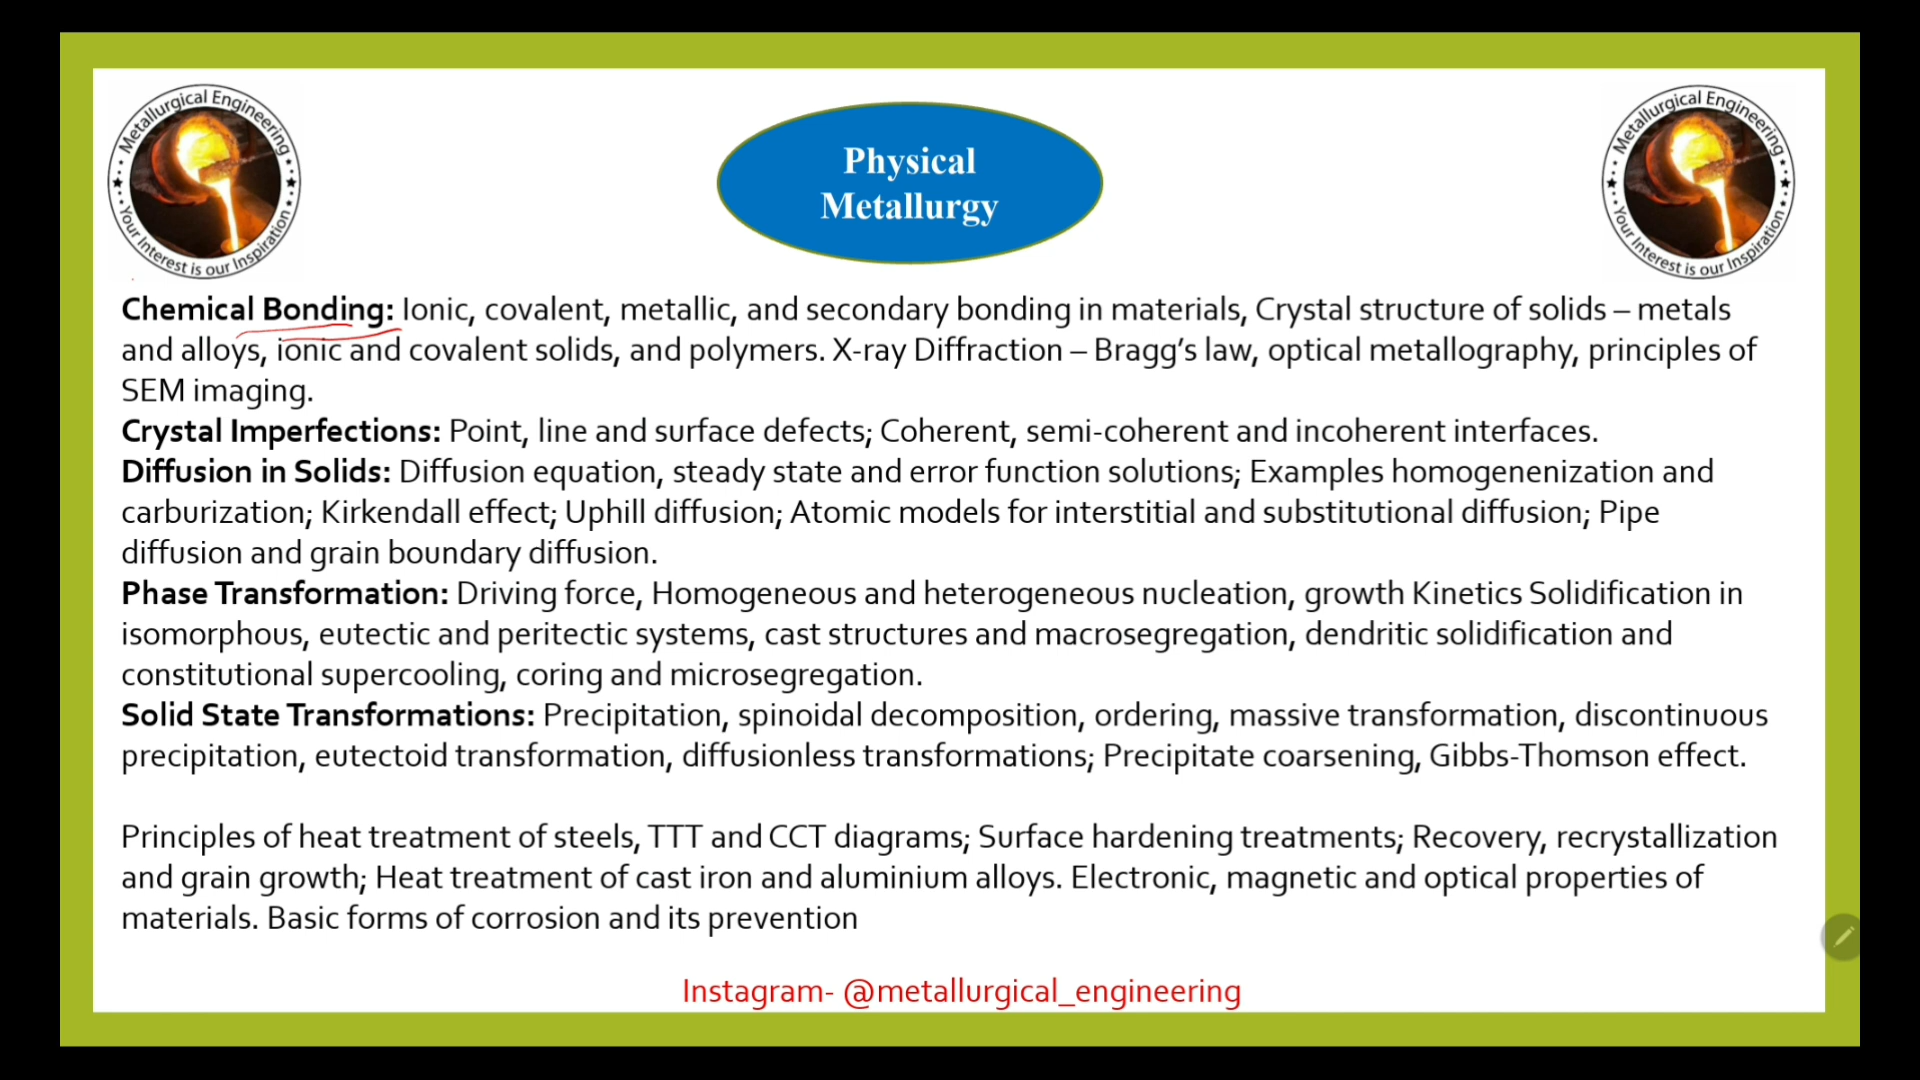 Metallurgical Engineering
Your Interest is our Inspiration
Physical
Metallurgy
Metallurgical Engineering
Your Interest is our Inspiration
Chemical Bonding: Ionic, covalent, metallic, and secondary bonding in materials, Crystal structure of solids – metals
and alloys, ionic and covalent solids, and polymers. X-ray Diffraction – Bragg’s law, optical metallography, principles of
SEM imaging.
Crystal Imperfections: Point, line and surface defects; Coherent, semi-coherent and incoherent interfaces.
Diffusion in Solids: Diffusion equation, steady state and error function solutions; Examples homogenenization and
carburization; Kirkendall effect; Uphill diffusion; Atomic models for interstitial and substitutional diffusion; Pipe
diffusion and grain boundary diffusion.
Phase Transformation: Driving force, Homogeneous and heterogeneous nucleation, growth Kinetics Solidification in
isomorphous, eutectic and peritectic systems, cast structures and macrosegregation, dendritic solidification and
constitutional supercooling, coring and microsegregation.
Solid State Transformations: Precipitation, spinoidal decomposition, ordering, massive transformation, discontinuous
precipitation, eutectoid transformation, diffusionless transformations; Precipitate coarsening, Gibbs-Thomson effect.
Principles of heat treatment of steels, TTT and CCT diagrams; Surface hardening treatments; Recovery, recrystallization
and grain growth; Heat treatment of cast iron and aluminium alloys. Electronic, magnetic and optical properties of
materials. Basic forms of corrosion and its prevention
Instagram- @metallurgical_engineering